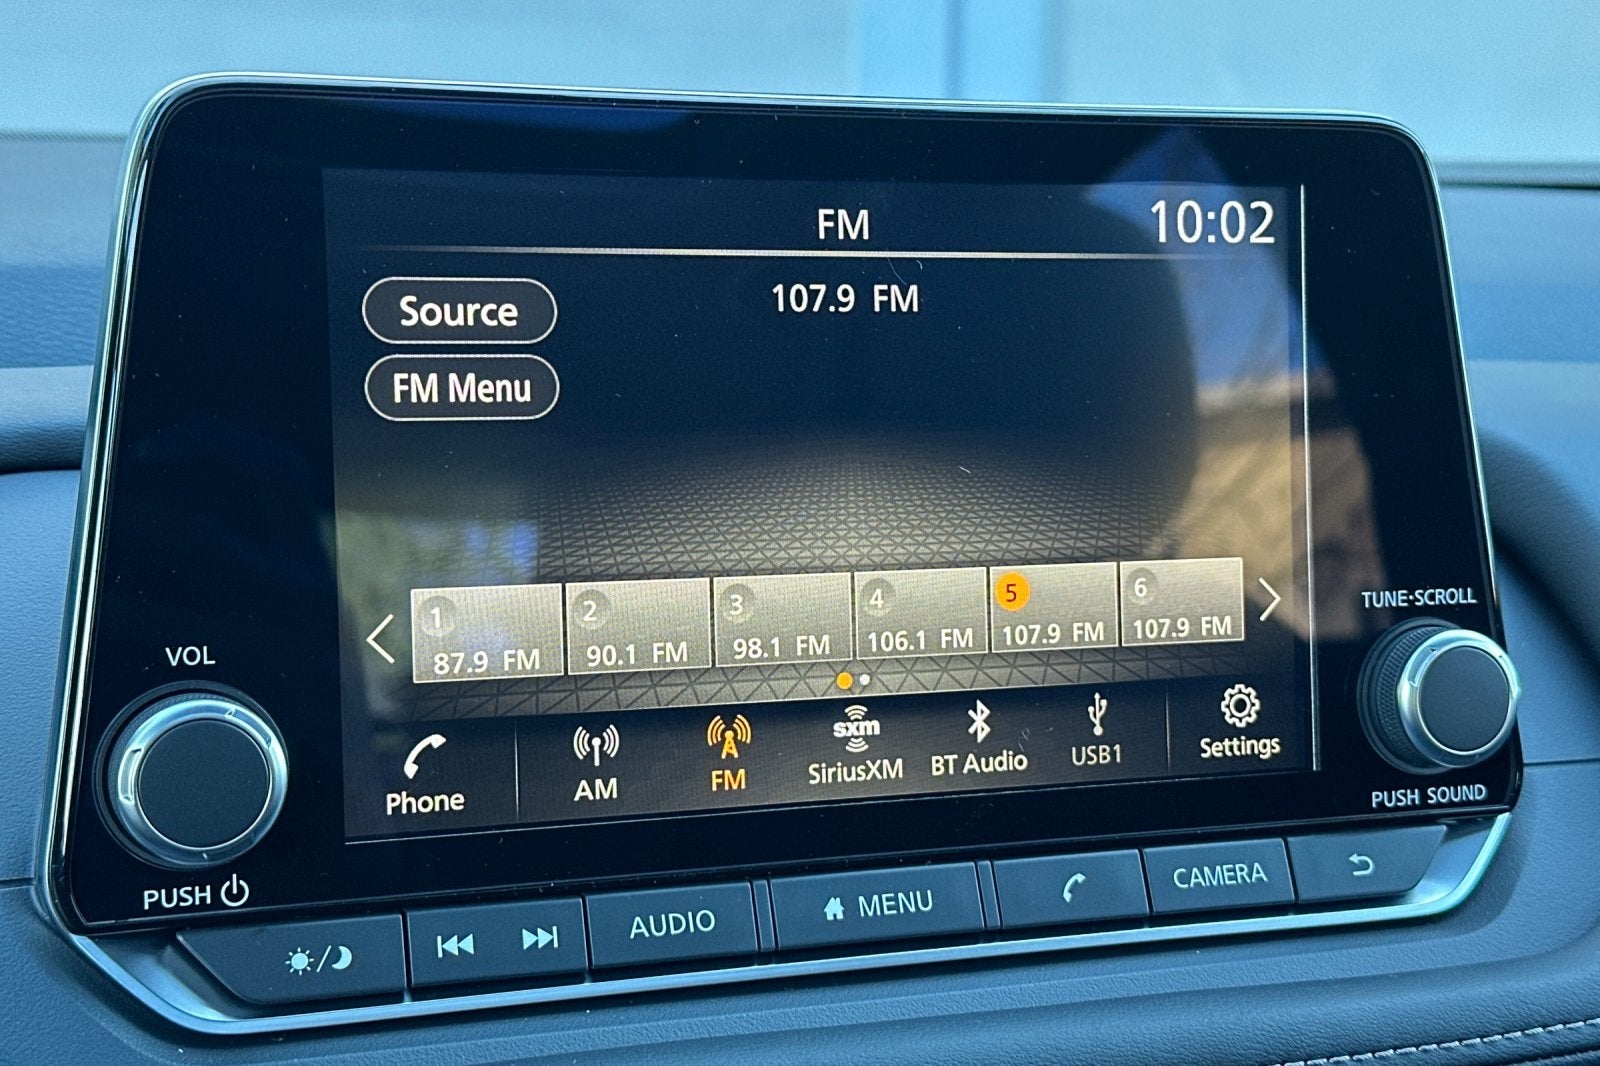 FM
10:02
107.9 FM
Source
FM Menu
1
87.9 FM
2
90.1 FM
3
98.1 FM
4
106.1 FM
5
107.9 FM
6
107.9 FM
Phone
AM
FM
sxm
SiriusXM
BT Audio
USB1
Settings
VOL
PUSH
TUNE·SCROLL
PUSH SOUND
AUDIO
MENU
CAMERA